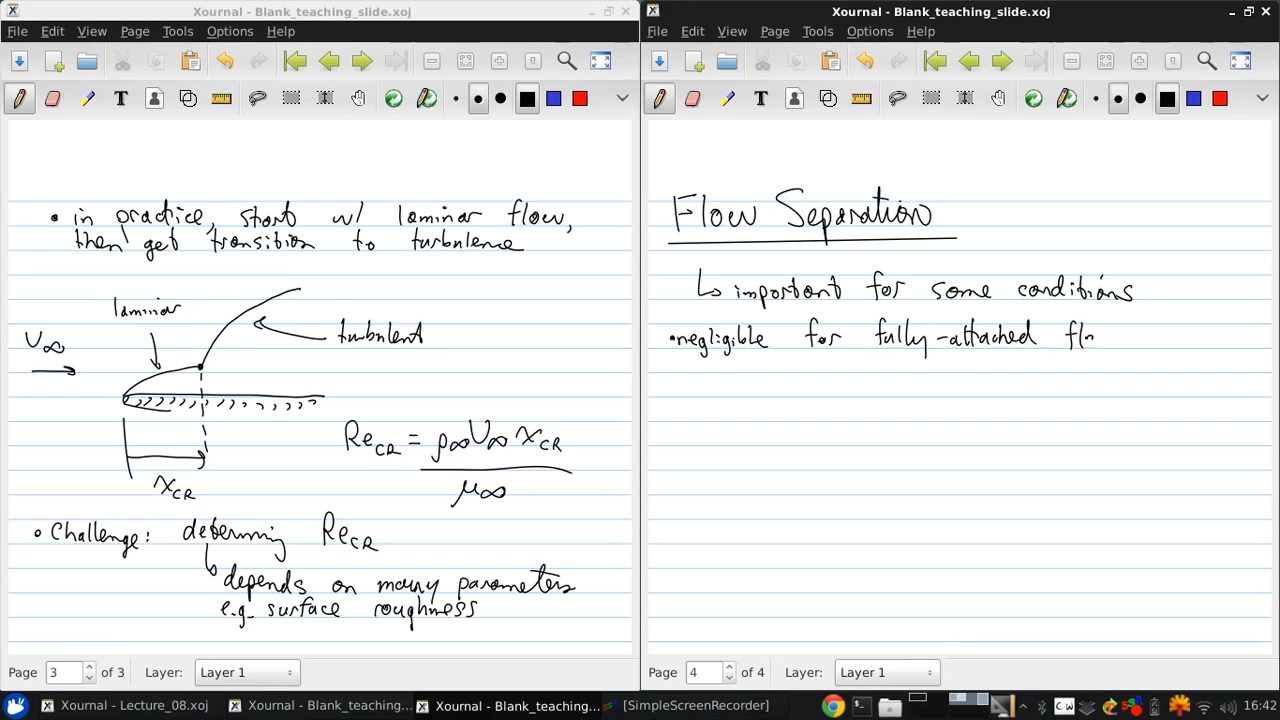 Xournal - Blank_teaching_slide.xoj
File Edit View Page Tools Options Help
• in practice, start w/ laminar flow,
then get transition to turbulence
laminar
U∞
turbulent
Re_CR = ρ∞U∞ x_CR / μ∞
x_CR
• Challenge: determing Re_CR
depends on many parameters
e.g. surface roughness
Page 3 of 3 Layer: Layer 1
Xournal - Blank_teaching_slide.xoj
File Edit View Page Tools Options Help
Flow Separation
↳ important for some conditions
• negligible for fully-attached flo
Page 4 of 4 Layer: Layer 1
Xournal - Lecture_08.xoj
Xournal - Blank_teaching...
Xournal - Blank_teaching...
[SimpleScreenRecorder]
16:42